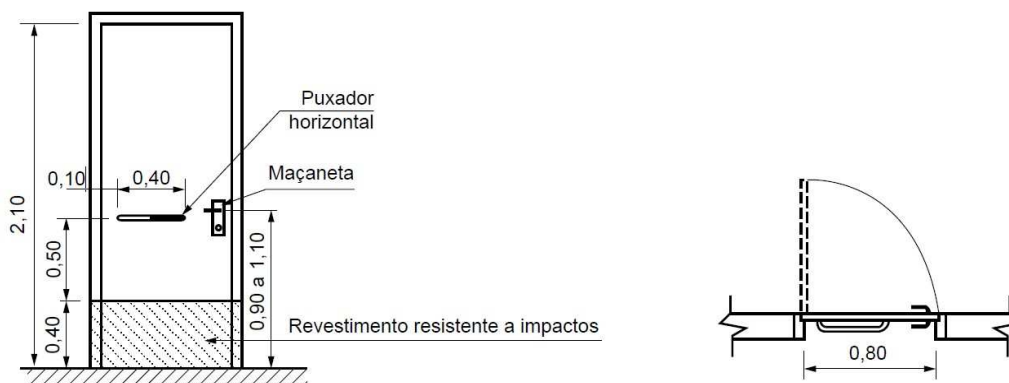 Puxador
horizontal
0,10
0,40
Maçaneta
2,10
0,50
0,90 a 1,10
0,40
Revestimento resistente a impactos
0,80